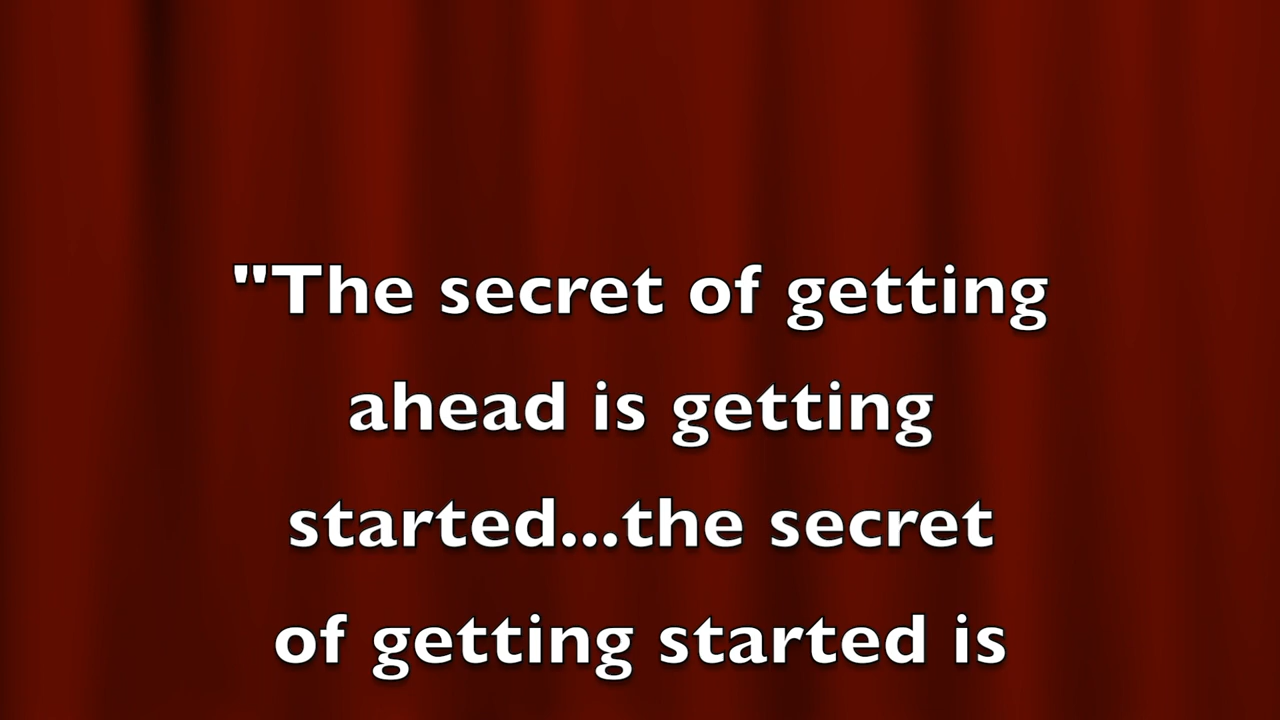 "The secret of getting
ahead is getting
started...the secret
of getting started is